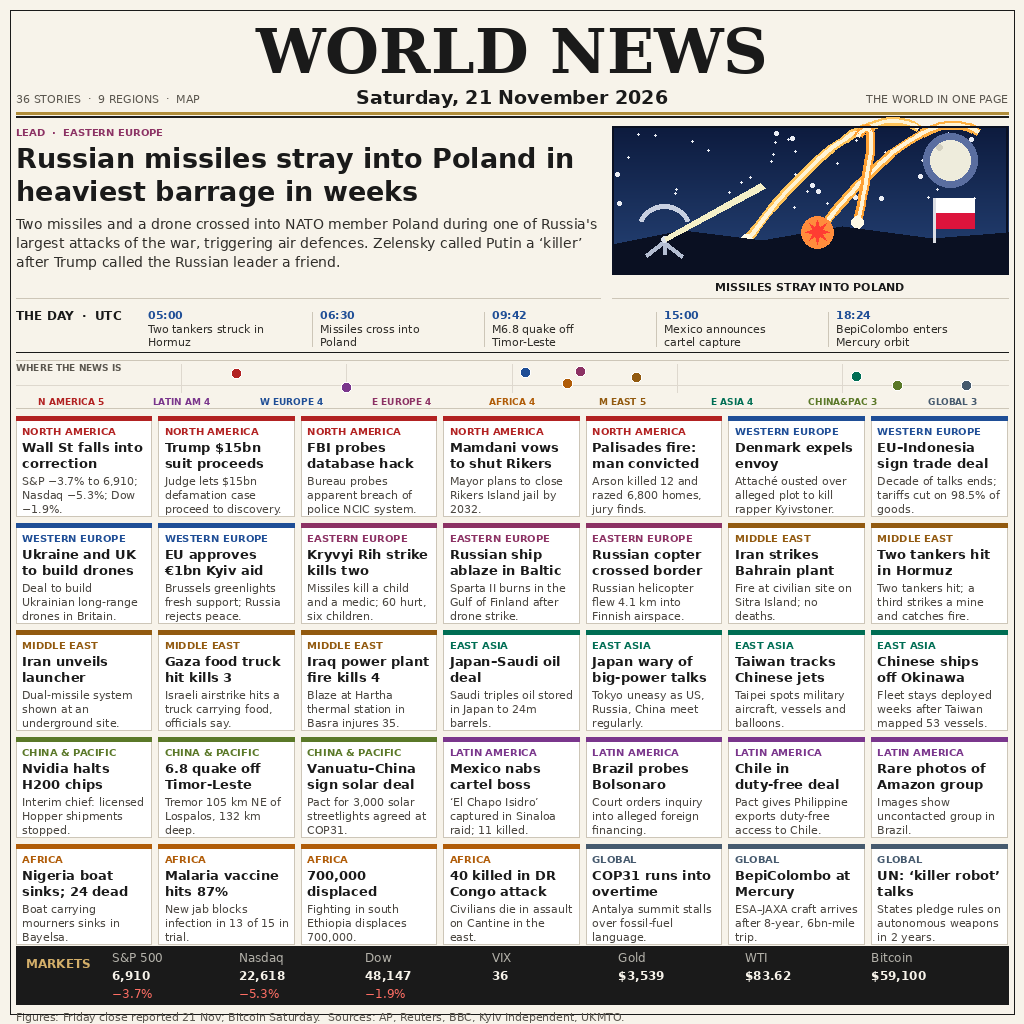 WORLD NEWS
36 STORIES · 9 REGIONS · MAP
Saturday, 21 November 2026
THE WORLD IN ONE PAGE
LEAD · EASTERN EUROPE
Russian missiles stray into Poland in
heaviest barrage in weeks
Two missiles and a drone crossed into NATO member Poland during one of Russia's
largest attacks of the war, triggering air defences. Zelensky called Putin a ‘killer’
after Trump called the Russian leader a friend.
MISSILES STRAY INTO POLAND
THE DAY · UTC
05:00
Two tankers struck in
Hormuz
06:30
Missiles cross into
Poland
09:42
M6.8 quake off
Timor-Leste
15:00
Mexico announces
cartel capture
18:24
BepiColombo enters
Mercury orbit
WHERE THE NEWS IS
N AMERICA 5
LATIN AM 4
W EUROPE 4
E EUROPE 4
AFRICA 4
M EAST 5
E ASIA 4
CHINA&PAC 3
GLOBAL 3
NORTH AMERICA
Wall St falls into
correction
S&P −3.7% to 6,910;
Nasdaq −5.3%; Dow
−1.9%.
NORTH AMERICA
Trump $15bn
suit proceeds
Judge lets $15bn
defamation case
proceed to discovery.
NORTH AMERICA
FBI probes
database hack
Bureau probes
apparent breach of
police NCIC system.
NORTH AMERICA
Mamdani vows
to shut Rikers
Mayor plans to close
Rikers Island jail by
2032.
NORTH AMERICA
Palisades fire:
man convicted
Arson killed 12 and
razed 6,800 homes,
jury finds.
WESTERN EUROPE
Denmark expels
envoy
Attaché ousted over
alleged plot to kill
rapper Kyivstoner.
WESTERN EUROPE
EU–Indonesia
sign trade deal
Decade of talks ends;
tariffs cut on 98.5% of
goods.
WESTERN EUROPE
Ukraine and UK
to build drones
Deal to build
Ukrainian long-range
drones in Britain.
WESTERN EUROPE
EU approves
€1bn Kyiv aid
Brussels greenlights
fresh support; Russia
rejects peace.
EASTERN EUROPE
Kryvyi Rih strike
kills two
Missiles kill a child
and a medic; 60 hurt,
six children.
EASTERN EUROPE
Russian ship
ablaze in Baltic
Sparta II burns in the
Gulf of Finland after
drone strike.
EASTERN EUROPE
Russian copter
crossed border
Russian helicopter
flew 4.1 km into
Finnish airspace.
MIDDLE EAST
Iran strikes
Bahrain plant
Fire at civilian site on
Sitra Island; no
deaths.
MIDDLE EAST
Two tankers hit
in Hormuz
Two tankers hit; a
third strikes a mine
and catches fire.
MIDDLE EAST
Iran unveils
launcher
Dual-missile system
shown at an
underground site.
MIDDLE EAST
Gaza food truck
hit kills 3
Israeli airstrike hits a
truck carrying food,
officials say.
MIDDLE EAST
Iraq power plant
fire kills 4
Blaze at Hartha
thermal station in
Basra injures 35.
EAST ASIA
Japan–Saudi oil
deal
Saudi triples oil stored
in Japan to 24m
barrels.
EAST ASIA
Japan wary of
big-power talks
Tokyo uneasy as US,
Russia, China meet
regularly.
EAST ASIA
Taiwan tracks
Chinese jets
Taipei spots military
aircraft, vessels and
balloons.
EAST ASIA
Chinese ships
off Okinawa
Fleet stays deployed
weeks after Taiwan
mapped 53 vessels.
CHINA & PACIFIC
Nvidia halts
H200 chips
Interim chief: licensed
Hopper shipments
stopped.
CHINA & PACIFIC
6.8 quake off
Timor-Leste
Tremor 105 km NE of
Lospalos, 132 km
deep.
CHINA & PACIFIC
Vanuatu–China
sign solar deal
Pact for 3,000 solar
streetlights agreed at
COP31.
LATIN AMERICA
Mexico nabs
cartel boss
‘El Chapo Isidro’
captured in Sinaloa
raid; 11 killed.
LATIN AMERICA
Brazil probes
Bolsonaro
Court orders inquiry
into alleged foreign
financing.
LATIN AMERICA
Chile in
duty-free deal
Pact gives Philippine
exports duty-free
access to Chile.
LATIN AMERICA
Rare photos of
Amazon group
Images show
uncontacted group in
Brazil.
AFRICA
Nigeria boat
sinks; 24 dead
Boat carrying
mourners sinks in
Bayelsa.
AFRICA
Malaria vaccine
hits 87%
New jab blocks
infection in 13 of 15 in
trial.
AFRICA
700,000
displaced
Fighting in south
Ethiopia displaces
700,000.
AFRICA
40 killed in DR
Congo attack
Civilians die in assault
on Cantine in the
east.
GLOBAL
COP31 runs into
overtime
Antalya summit stalls
over fossil-fuel
language.
GLOBAL
BepiColombo at
Mercury
ESA–JAXA craft arrives
after 8-year, 6bn-mile
trip.
GLOBAL
UN: ‘killer robot’
talks
States pledge rules on
autonomous weapons
in 2 years.
MARKETS
S&P 500
6,910
−3.7%
Nasdaq
22,618
−5.3%
Dow
48,147
−1.9%
VIX
36
Gold
$3,539
WTI
$83.62
Bitcoin
$59,100
Figures: Friday close reported 21 Nov; Bitcoin Saturday. Sources: AP, Reuters, BBC, Kyiv Independent, UKMTO.